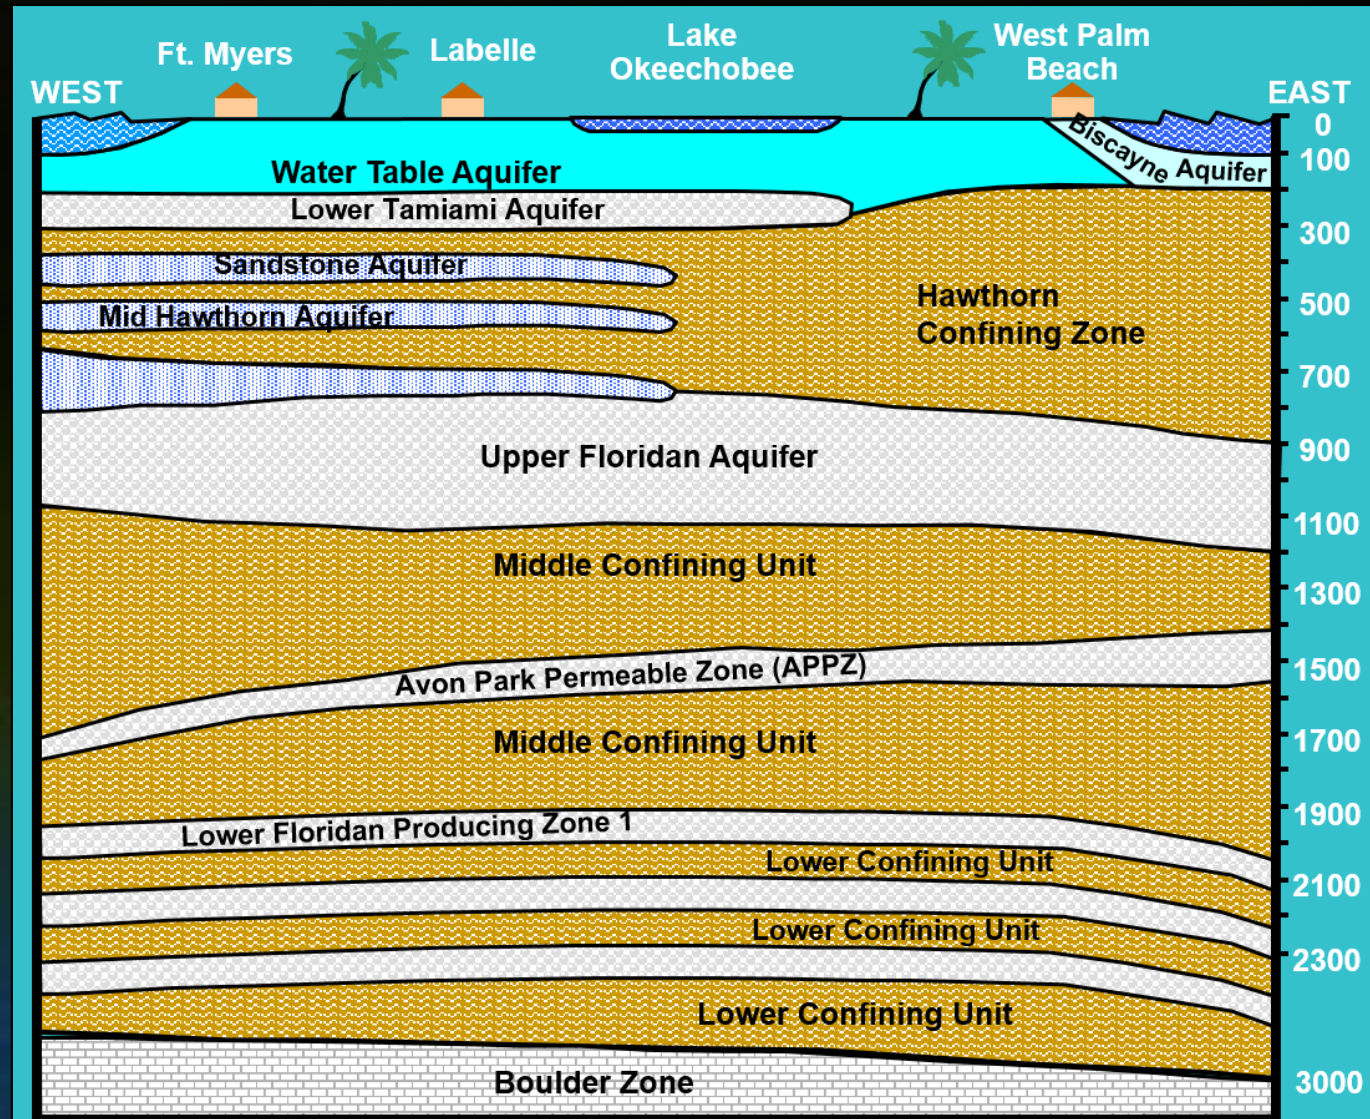 Ft. Myers
Labelle
Lake
Okeechobee
West Palm
Beach
WEST
EAST
0
Biscayne Aquifer
100
Water Table Aquifer
Lower Tamiami Aquifer
300
Sandstone Aquifer
Hawthorn
Confining Zone
500
Mid Hawthorn Aquifer
700
Upper Floridan Aquifer
900
1100
Middle Confining Unit
1300
Avon Park Permeable Zone (APPZ)
1500
Middle Confining Unit
1700
1900
Lower Floridan Producing Zone 1
Lower Confining Unit
2100
Lower Confining Unit
2300
Lower Confining Unit
Boulder Zone
3000